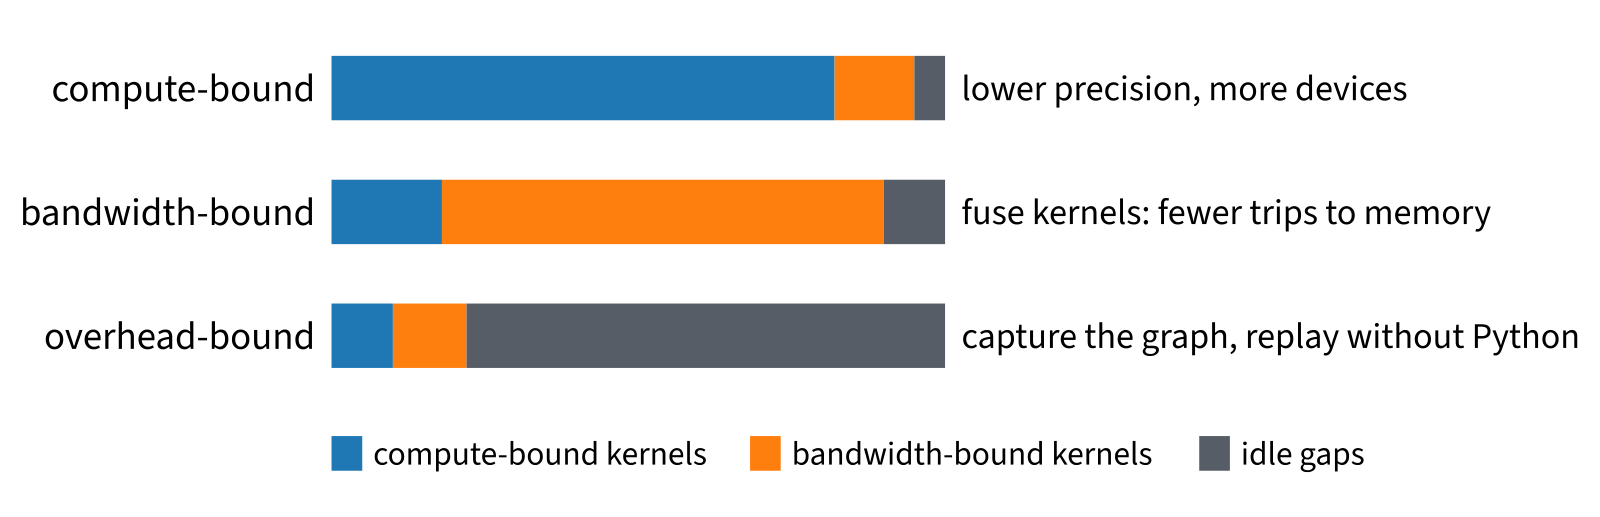 compute-bound lower precision, more devices
bandwidth-bound fuse kernels: fewer trips to memory
overhead-bound capture the graph, replay without Python
compute-bound kernels bandwidth-bound kernels idle gaps